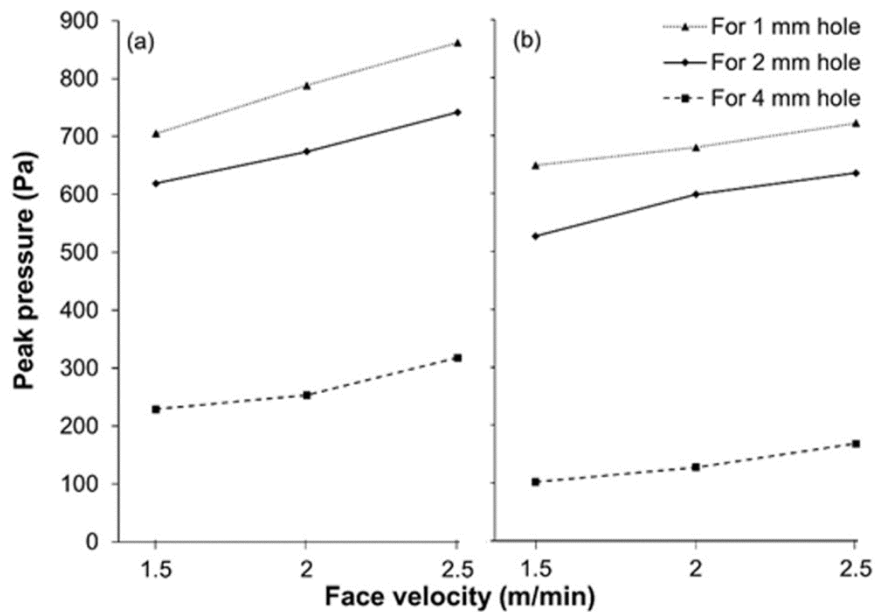 900
800
700
600
500
400
300
200
100
0
Peak pressure (Pa)
(a)
(b)
For 1 mm hole
For 2 mm hole
For 4 mm hole
1.5 2 2.5 1.5 2 2.5
Face velocity (m/min)